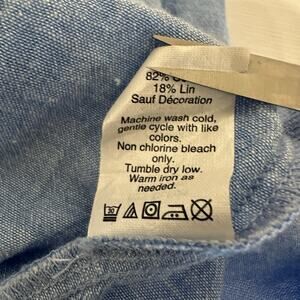 82%
18% Lin
Sauf Décoration
Machine wash cold,
gentle cycle with like
colors.
Non chlorine bleach
only.
Tumble dry low.
Warm iron as
needed.
30